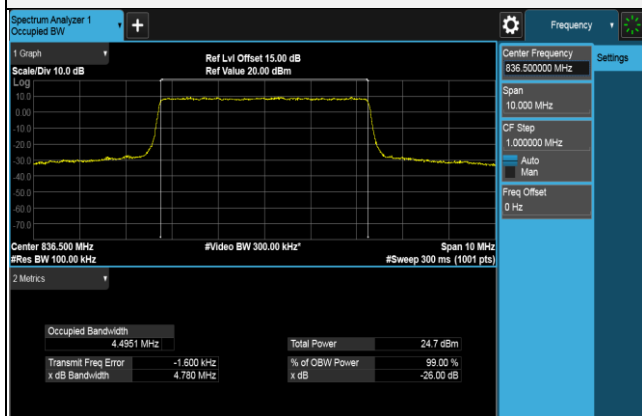 Spectrum Analyzer 1
Occupied BW
+
Frequency
1 Graph
Ref Lvl Offset 15.00 dB
Scale/Div 10.0 dB
Ref Value 20.00 dBm
Log
10.0
0.00
-10.0
-20.0
-30.0
-40.0
-50.0
-60.0
-70.0
Center 836.500 MHz
#Video BW 300.00 kHz*
Span 10 MHz
#Res BW 100.00 kHz
#Sweep 300 ms (1001 pts)
Center Frequency
836.500000 MHz
Settings
Span
10.000 MHz
CF Step
1.000000 MHz
Auto
Man
Freq Offset
0 Hz
2 Metrics
Occupied Bandwidth
4.4951 MHz
Total Power 24.7 dBm
Transmit Freq Error -1.600 kHz
% of OBW Power 99.00 %
x dB Bandwidth 4.780 MHz
x dB -26.00 dB